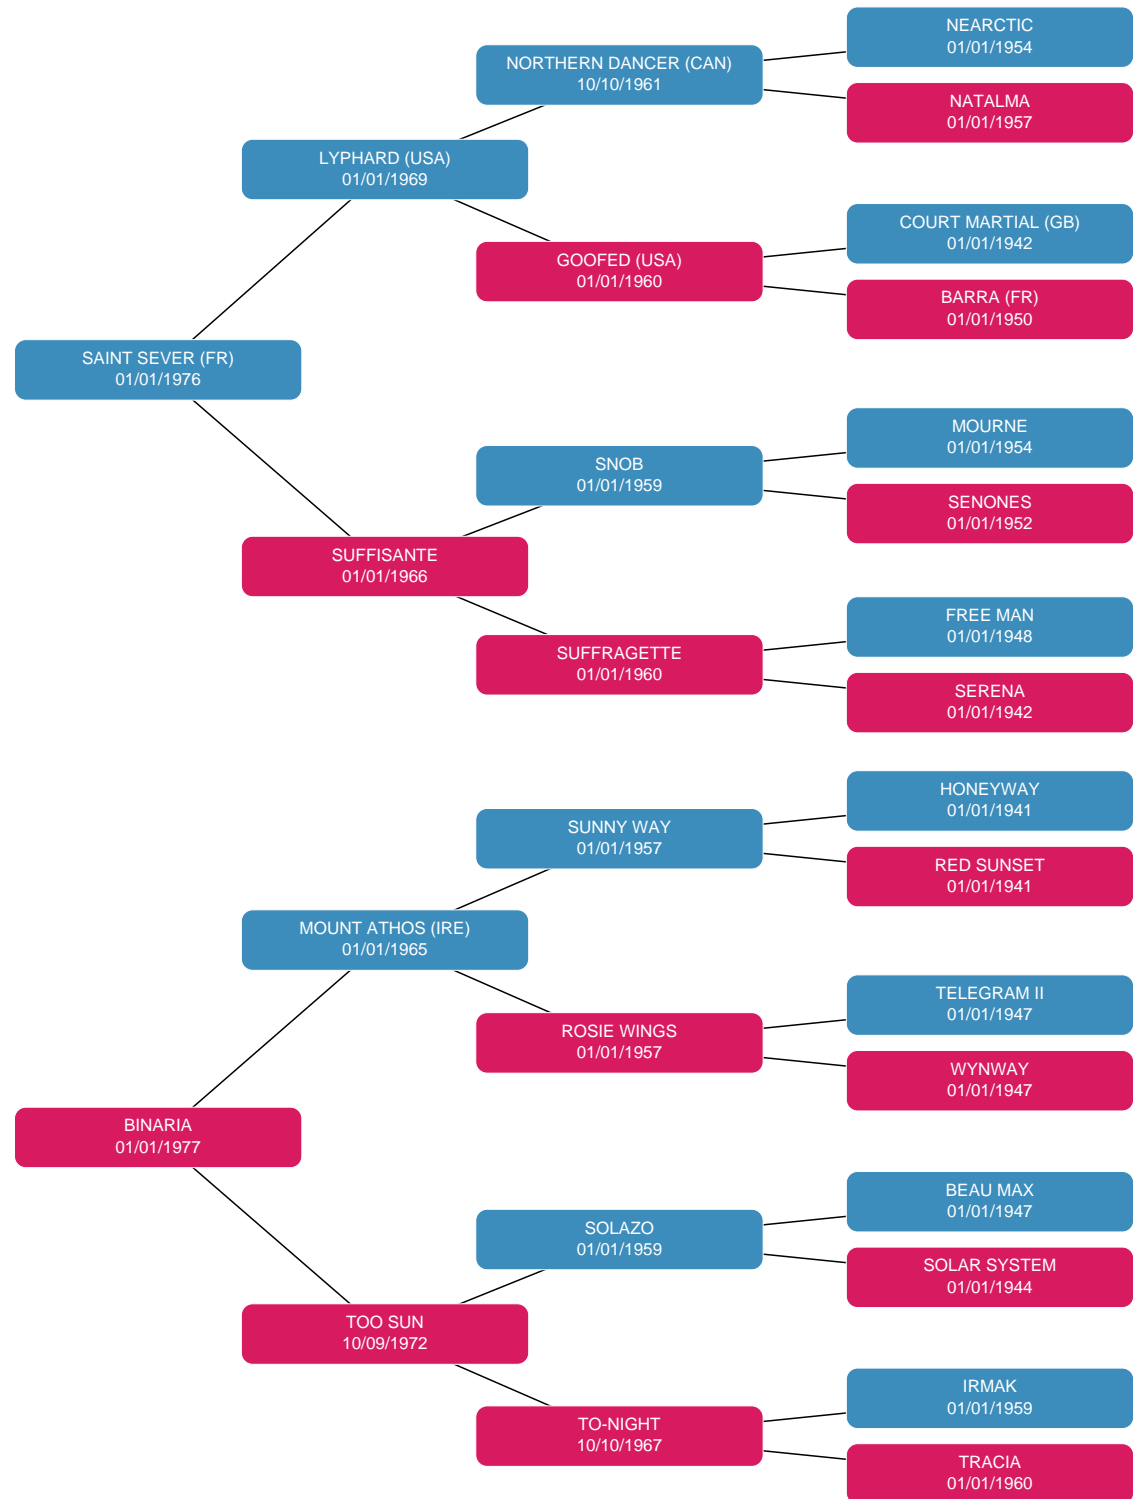 NEARCTIC
01/01/1954
NORTHERN DANCER (CAN)
10/10/1961
NATALMA
01/01/1957
LYPHARD (USA)
01/01/1969
COURT MARTIAL (GB)
01/01/1942
GOOFED (USA)
01/01/1960
BARRA (FR)
01/01/1950
SAINT SEVER (FR)
01/01/1976
MOURNE
01/01/1954
SNOB
01/01/1959
SENONES
01/01/1952
SUFFISANTE
01/01/1966
FREE MAN
01/01/1948
SUFFRAGETTE
01/01/1960
SERENA
01/01/1942
HONEYWAY
01/01/1941
SUNNY WAY
01/01/1957
RED SUNSET
01/01/1941
MOUNT ATHOS (IRE)
01/01/1965
TELEGRAM II
01/01/1947
ROSIE WINGS
01/01/1957
WYNWAY
01/01/1947
BINARIA
01/01/1977
BEAU MAX
01/01/1947
SOLAZO
01/01/1959
SOLAR SYSTEM
01/01/1944
TOO SUN
10/09/1972
IRMAK
01/01/1959
TO-NIGHT
10/10/1967
TRACIA
01/01/1960